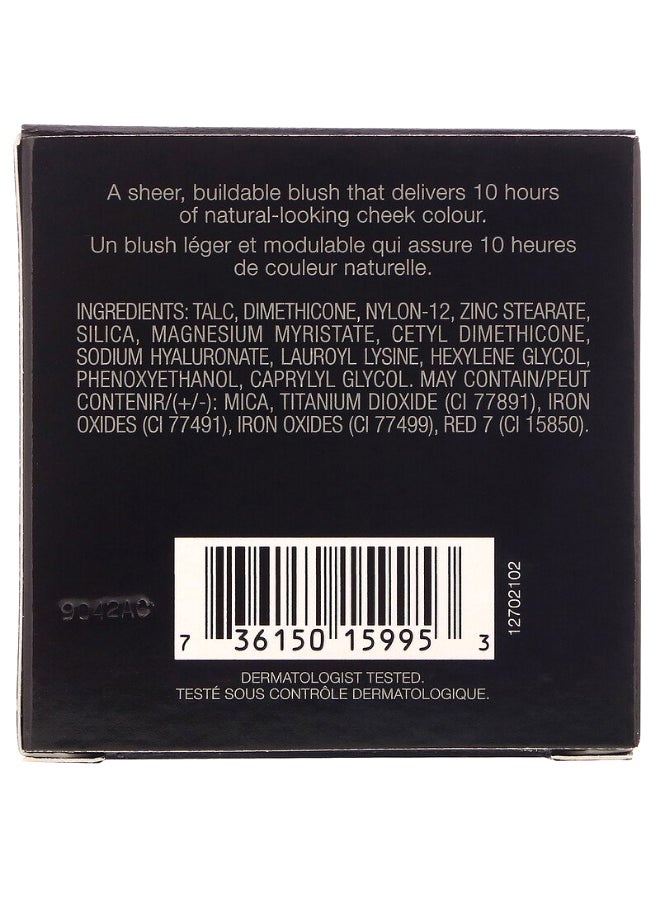 A sheer, buildable blush that delivers 10 hours
of natural-looking cheek colour.
Un blush léger et modulable qui assure 10 heures
de couleur naturelle.
INGREDIENTS: TALC, DIMETHICONE, NYLON-12, ZINC STEARATE,
SILICA, MAGNESIUM MYRISTATE, CETYL DIMETHICONE,
SODIUM HYALURONATE, LAUROYL LYSINE, HEXYLENE GLYCOL,
PHENOXYETHANOL, CAPRYLYL GLYCOL. MAY CONTAIN/PEUT
CONTENIR/(+/-): MICA, TITANIUM DIOXIDE (CI 77891), IRON
OXIDES (CI 77491), IRON OXIDES (CI 77499), RED 7 (CI 15850).
7 36150 15995 3
12702102
DERMATOLOGIST TESTED.
TESTÉ SOUS CONTRÔLE DERMATOLOGIQUE.